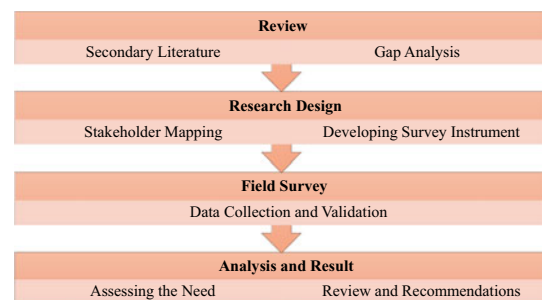 Review
Secondary Literature Gap Analysis
Research Design
Stakeholder Mapping Developing Survey Instrument
Field Survey
Data Collection and Validation
Analysis and Result
Assessing the Need Review and Recommendations